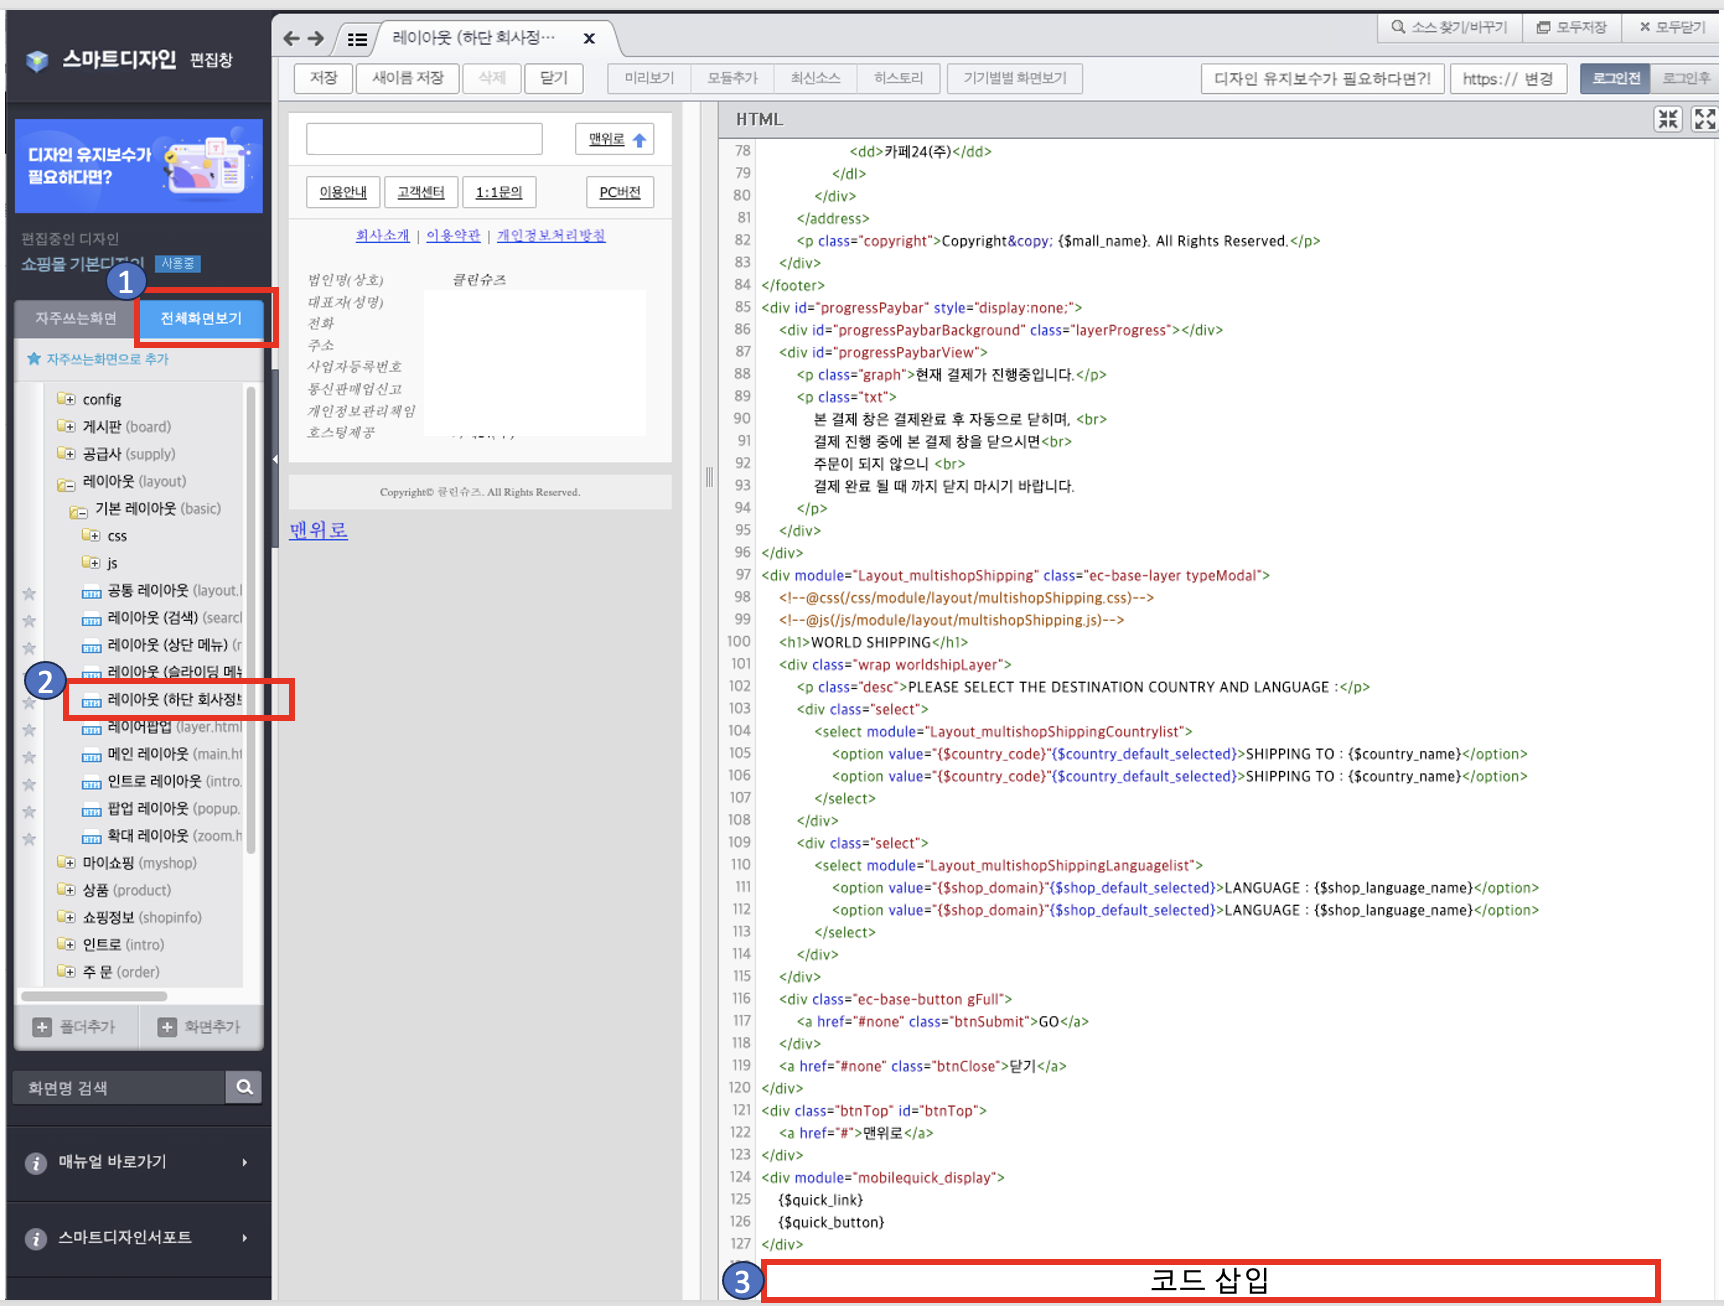 스마트디자인 편집창
디자인 유지보수가
필요하다면?
편집중인 디자인
쇼핑몰 기본디자인 사용중
1
자주쓰는화면 전체화면보기
자주쓰는화면으로 추가
config
게시판 (board)
공급사 (supply)
레이아웃 (layout)
기본 레이아웃 (basic)
css
js
공통 레이아웃 (layout.
레이아웃 (검색) (searcl
레이아웃 (상단 메뉴) (r
레이아웃 (슬라이딩 메뉴
2
레이아웃 (하단 회사정보
레이어팝업 (layer.html
메인 레이아웃 (main.ht
인트로 레이아웃 (intro.
팝업 레이아웃 (popup.
확대 레이아웃 (zoom.h
마이쇼핑 (myshop)
상품 (product)
쇼핑정보 (shopinfo)
인트로 (intro)
주문 (order)
폴더추가 화면추가
화면명 검색
매뉴얼 바로가기
스마트디자인서포트
레이아웃 (하단 회사정··· x
소스 찾기/바꾸기 모두저장 모두닫기
저장 새이름 저장 삭제 닫기 미리보기 모듈추가 최신소스 히스토리 기기별별 화면보기 디자인 유지보수가 필요하다면?! https:// 변경 로그인전 로그인후
맨위로
이용안내 고객센터 1:1문의 PC버전
회사소개 | 이용약관 | 개인정보처리방침
법인명(상호) 클린슈즈
대표자(성명)
전화
주소
사업자등록번호
통신판매업신고
개인정보관리책임
호스팅제공
Copyright© 클린슈즈. All Rights Reserved.
맨위로
HTML
78 <dd>카페24(주)</dd>
79 </dl>
80 </div>
81 </address>
82 <p class="copyright">Copyright&copy; {$mall_name}. All Rights Reserved.</p>
83 </div>
84 </footer>
85 <div id="progressPaybar" style="display:none;">
86 <div id="progressPaybarBackground" class="layerProgress"></div>
87 <div id="progressPaybarView">
88 <p class="graph">현재 결제가 진행중입니다.</p>
89 <p class="txt">
90 본 결제 창은 결제완료 후 자동으로 닫히며, <br>
91 결제 진행 중에 본 결제 창을 닫으시면<br>
92 주문이 되지 않으니 <br>
93 결제 완료 될 때 까지 닫지 마시기 바랍니다.
94 </p>
95 </div>
96 </div>
97 <div module="Layout_multishopShipping" class="ec-base-layer typeModal">
98 <!--@css(/css/module/layout/multishopShipping.css)-->
99 <!--@js(/js/module/layout/multishopShipping.js)-->
100 <h1>WORLD SHIPPING</h1>
101 <div class="wrap worldshipLayer">
102 <p class="desc">PLEASE SELECT THE DESTINATION COUNTRY AND LANGUAGE :</p>
103 <div class="select">
104 <select module="Layout_multishopShippingCountrylist">
105 <option value="{$country_code}"{$country_default_selected}>SHIPPING TO : {$country_name}</option>
106 <option value="{$country_code}"{$country_default_selected}>SHIPPING TO : {$country_name}</option>
107 </select>
108 </div>
109 <div class="select">
110 <select module="Layout_multishopShippingLanguagelist">
111 <option value="{$shop_domain}"{$shop_default_selected}>LANGUAGE : {$shop_language_name}</option>
112 <option value="{$shop_domain}"{$shop_default_selected}>LANGUAGE : {$shop_language_name}</option>
113 </select>
114 </div>
115 </div>
116 <div class="ec-base-button gFull">
117 <a href="#none" class="btnSubmit">GO</a>
118 </div>
119 <a href="#none" class="btnClose">닫기</a>
120 </div>
121 <div class="btnTop" id="btnTop">
122 <a href="#">맨위로</a>
123 </div>
124 <div module="mobilequick_display">
125 {$quick_link}
126 {$quick_button}
127 </div>
3 코드 삽입